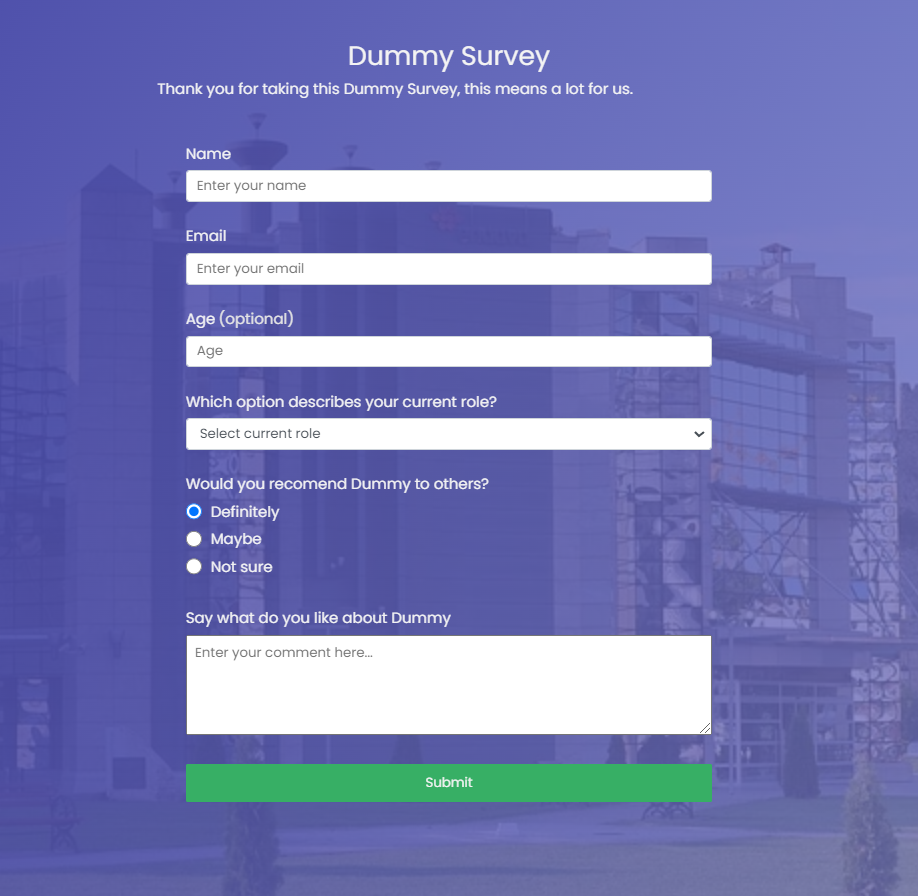 Dummy Survey
Thank you for taking this Dummy Survey, this means a lot for us.
Name
Enter your name
Email
Enter your email
Age (optional)
Age
Which option describes your current role?
Select current role
Would you recomend Dummy to others?
Definitely
Maybe
Not sure
Say what do you like about Dummy
Enter your comment here...
Submit